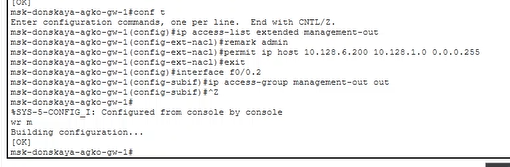 [OK]
msk-donskaya-agko-gw-1#conf t
Enter configuration commands, one per line.  End with CNTL/Z.
msk-donskaya-agko-gw-1(config)#ip access-list extended management-out
msk-donskaya-agko-gw-1(config-ext-nacl)#remark admin
msk-donskaya-agko-gw-1(config-ext-nacl)#permit ip host 10.128.6.200 10.128.1.0 0.0.0.255
msk-donskaya-agko-gw-1(config-ext-nacl)#exit
msk-donskaya-agko-gw-1(config)#interface f0/0.2
msk-donskaya-agko-gw-1(config-subif)#ip access-group management-out out
msk-donskaya-agko-gw-1(config-subif)#^Z
msk-donskaya-agko-gw-1#
%SYS-5-CONFIG_I: Configured from console by console
wr m
Building configuration...
[OK]
msk-donskaya-agko-gw-1#